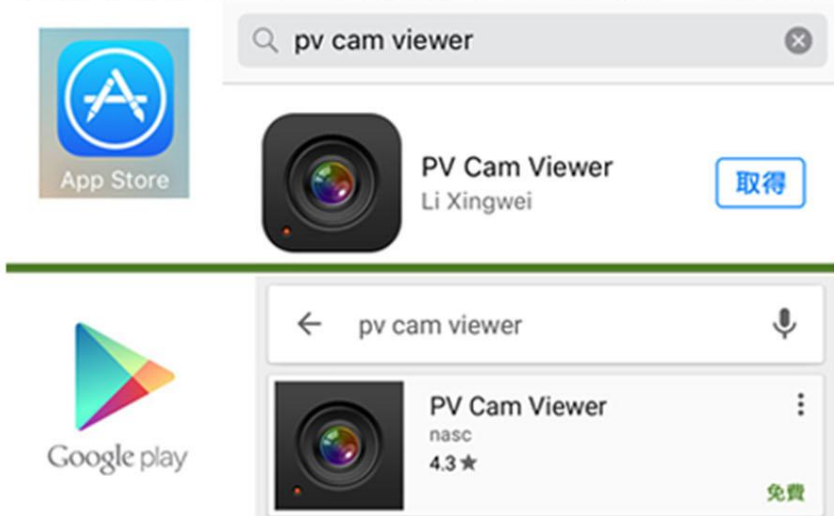 App Store
pv cam viewer
PV Cam Viewer
Li Xingwei
取得
Google play
pv cam viewer
PV Cam Viewer
nasc
4.3★
免費